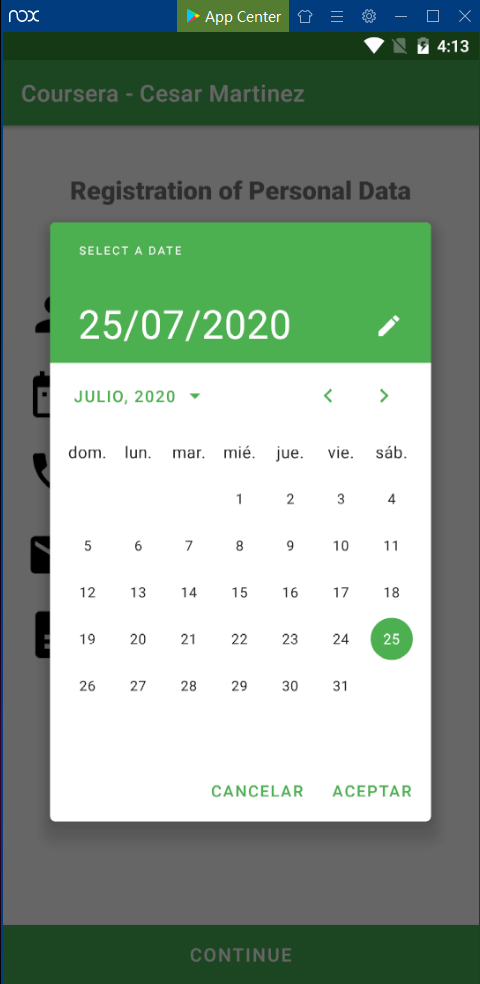 nox App Center
4:13
Coursera - Cesar Martinez
Registration of Personal Data
SELECT A DATE
25/07/2020
JULIO, 2020
dom. lun. mar. mié. jue. vie. sáb.
1 2 3 4
5 6 7 8 9 10 11
12 13 14 15 16 17 18
19 20 21 22 23 24 25
26 27 28 29 30 31
CANCELAR ACEPTAR
CONTINUE